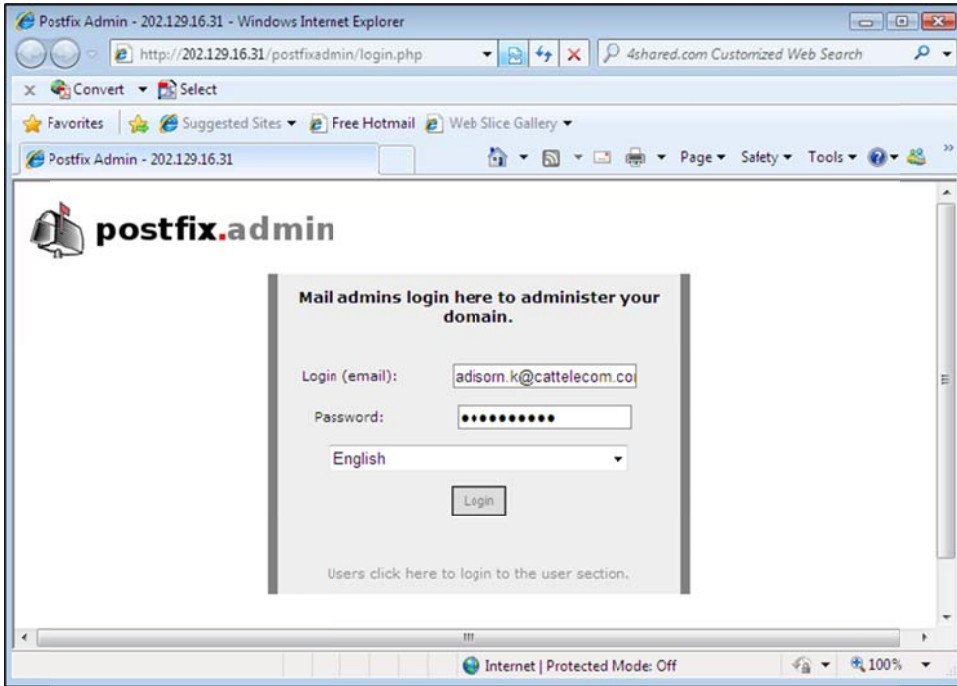 Postfix Admin - 202.129.16.31 - Windows Internet Explorer
http://202.129.16.31/postfixadmin/login.php
4shared.com Customized Web Search
x Convert Select
Favorites Suggested Sites Free Hotmail Web Slice Gallery
Postfix Admin - 202.129.16.31 Page Safety Tools »
postfix.admin
Mail admins login here to administer your
domain.
Login (email): adisorn.k@cattelecom.co
Password: ••••••••••
English
Login
Users click here to login to the user section.
Internet | Protected Mode: Off 100%